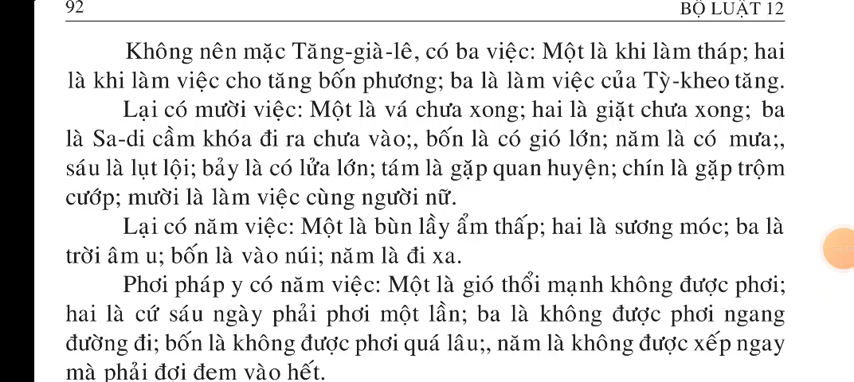 92 BỘ LUẬT 12
Không nên mặc Tăng-già-lê, có ba việc: Một là khi làm tháp; hai
là khi làm việc cho tăng bốn phương; ba là làm việc của Tỳ-kheo tăng.
Lại có mười việc: Một là vá chưa xong; hai là giặt chưa xong; ba
là Sa-di cầm khóa đi ra chưa vào;, bốn là có gió lớn; năm là có mưa;,
sáu là lụt lội; bảy là có lửa lớn; tám là gặp quan huyện; chín là gặp trộm
cướp; mười là làm việc cùng người nữ.
Lại có năm việc: Một là bùn lầy ẩm thấp; hai là sương móc; ba là
trời âm u; bốn là vào núi; năm là đi xa.
Phơi pháp y có năm việc: Một là gió thổi mạnh không được phơi;
hai là cứ sáu ngày phải phơi một lần; ba là không được phơi ngang
đường đi; bốn là không được phơi quá lâu;, năm là không được xếp ngay
mà phải đợi đem vào hết.